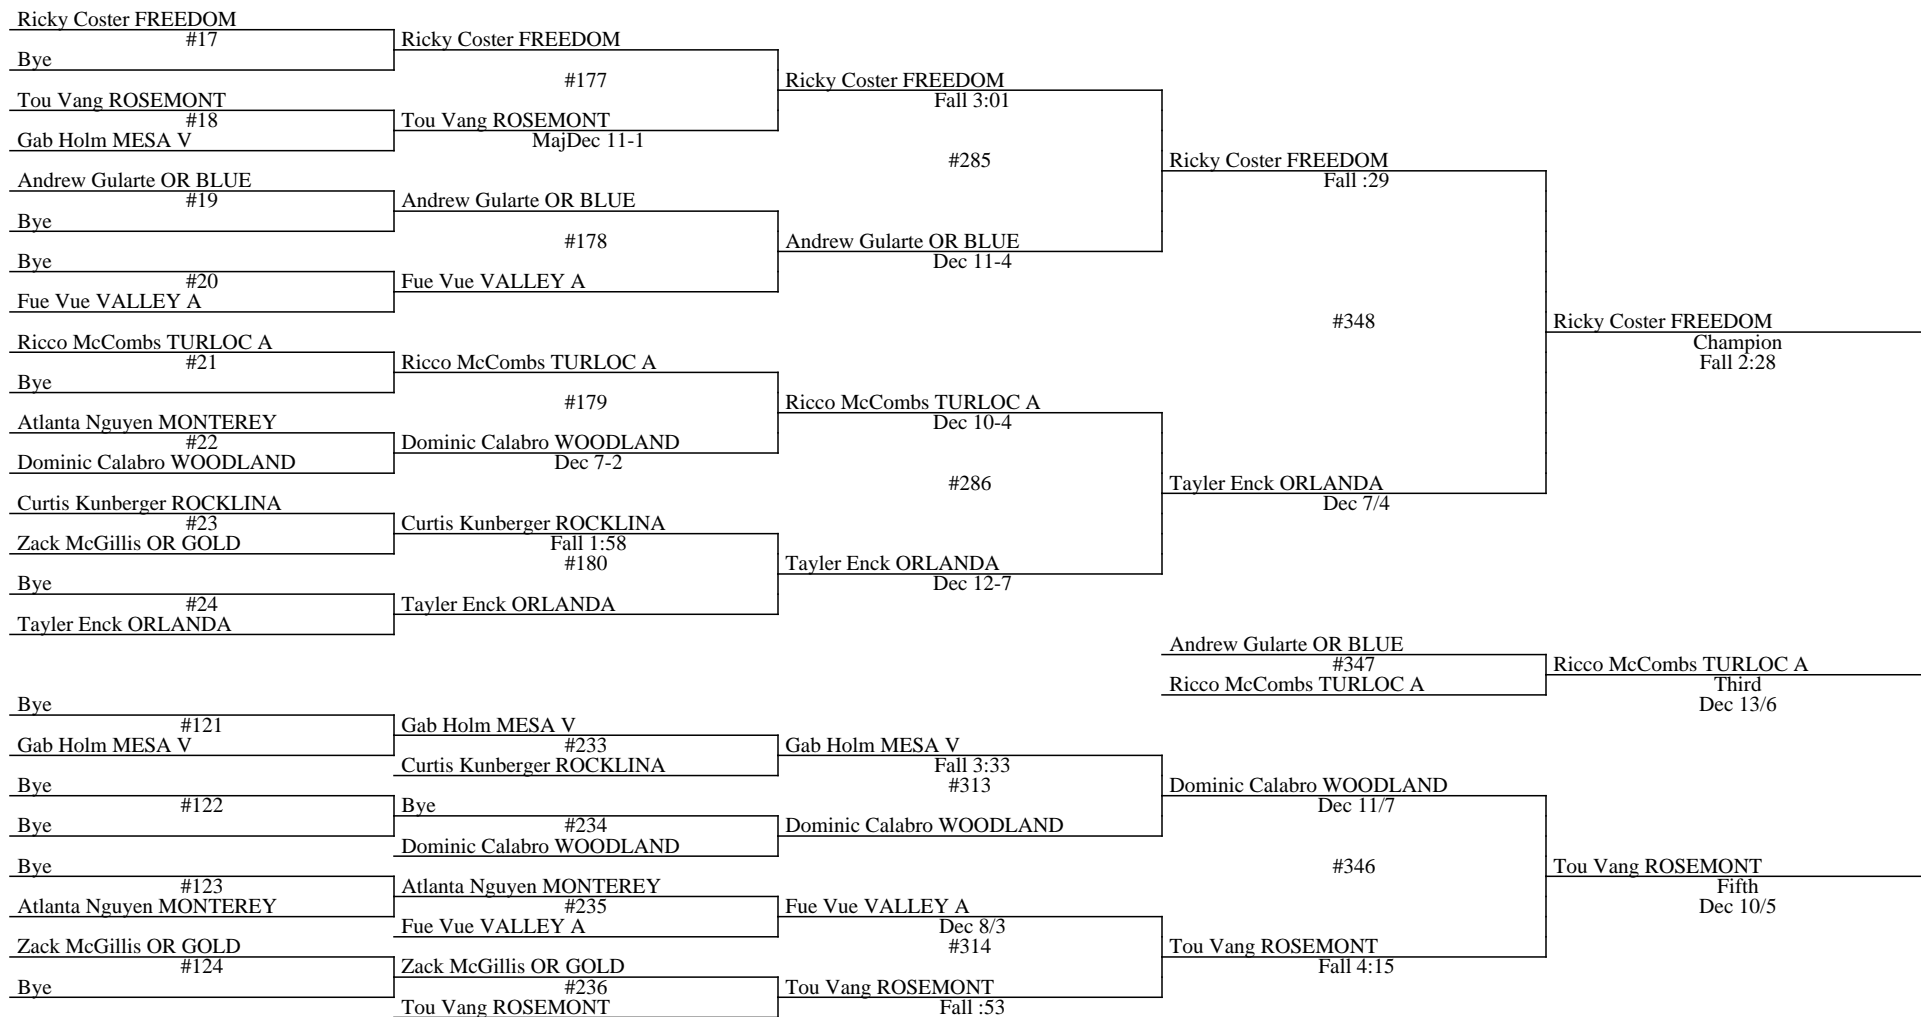 Ricky Coster FREEDOM
#17
Bye
Tou Vang ROSEMONT
#18
Gab Holm MESA V
Andrew Gularte OR BLUE
#19
Bye
Bye
#20
Fue Vue VALLEY A
Ricco McCombs TURLOC A
#21
Bye
Atlanta Nguyen MONTEREY
#22
Dominic Calabro WOODLAND
Curtis Kunberger ROCKLINA
#23
Zack McGillis OR GOLD
Bye
#24
Tayler Enck ORLANDA
Ricky Coster FREEDOM
#177
Tou Vang ROSEMONT
MajDec 11-1
Andrew Gularte OR BLUE
#178
Fue Vue VALLEY A
Ricco McCombs TURLOC A
#179
Dominic Calabro WOODLAND
Dec 7-2
Curtis Kunberger ROCKLINA
Fall 1:58
#180
Tayler Enck ORLANDA
Ricky Coster FREEDOM
Fall 3:01
#285
Andrew Gularte OR BLUE
Dec 11-4
Ricco McCombs TURLOC A
Dec 10-4
#286
Tayler Enck ORLANDA
Dec 12-7
Ricky Coster FREEDOM
Fall :29
#348
Tayler Enck ORLANDA
Dec 7/4
Ricky Coster FREEDOM
Champion
Fall 2:28
Andrew Gularte OR BLUE
#347
Ricco McCombs TURLOC A
Ricco McCombs TURLOC A
Third
Dec 13/6
Bye
#121
Gab Holm MESA V
Bye
#122
Bye
Bye
#123
Atlanta Nguyen MONTEREY
Zack McGillis OR GOLD
#124
Bye
Gab Holm MESA V
#233
Curtis Kunberger ROCKLINA
Bye
#234
Dominic Calabro WOODLAND
Atlanta Nguyen MONTEREY
#235
Fue Vue VALLEY A
Zack McGillis OR GOLD
#236
Tou Vang ROSEMONT
Gab Holm MESA V
Fall 3:33
#313
Dominic Calabro WOODLAND
Fue Vue VALLEY A
Dec 8/3
#314
Tou Vang ROSEMONT
Fall :53
Dominic Calabro WOODLAND
Dec 11/7
#346
Tou Vang ROSEMONT
Fall 4:15
Tou Vang ROSEMONT
Fifth
Dec 10/5